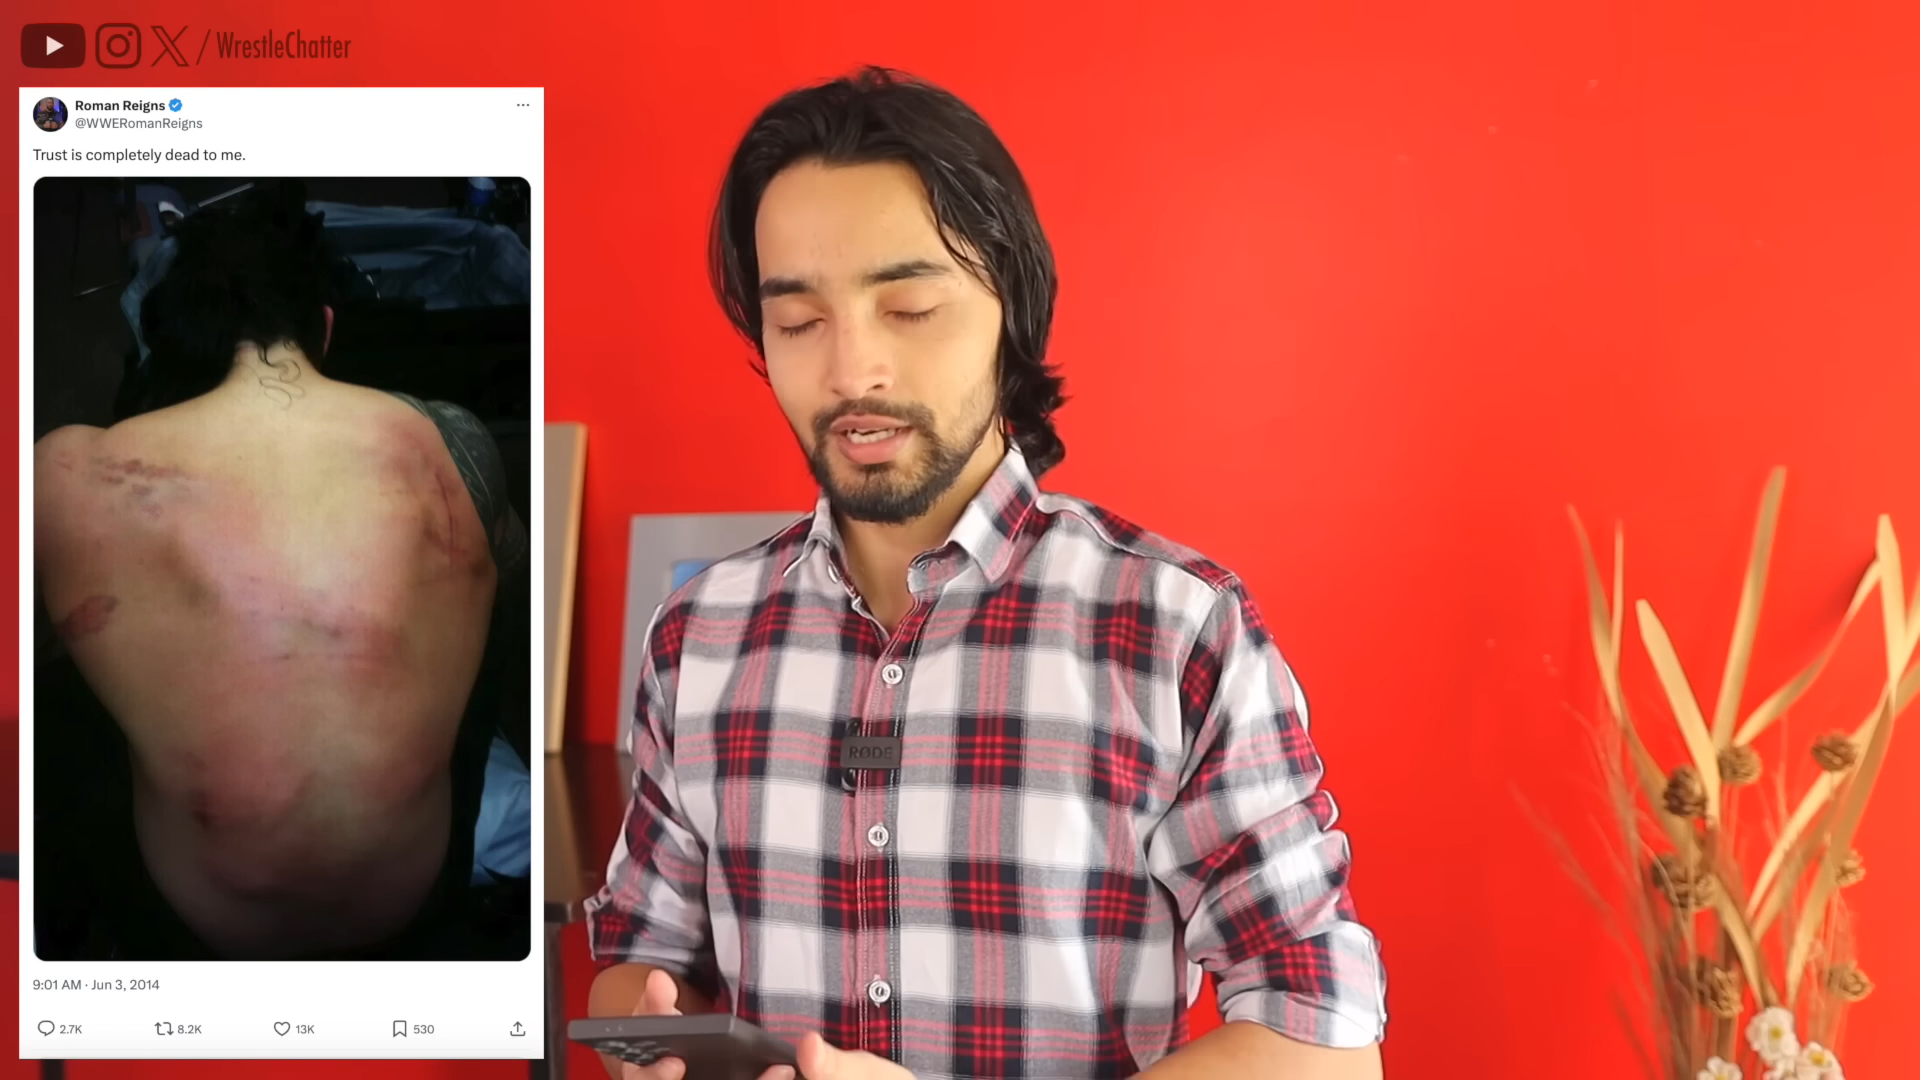 /WrestleChatter
Roman Reigns
@WWERomanReigns
Trust is completely dead to me.
RØDE
9:01 AM · Jun 3, 2014
2.7K 8.2K 13K 530